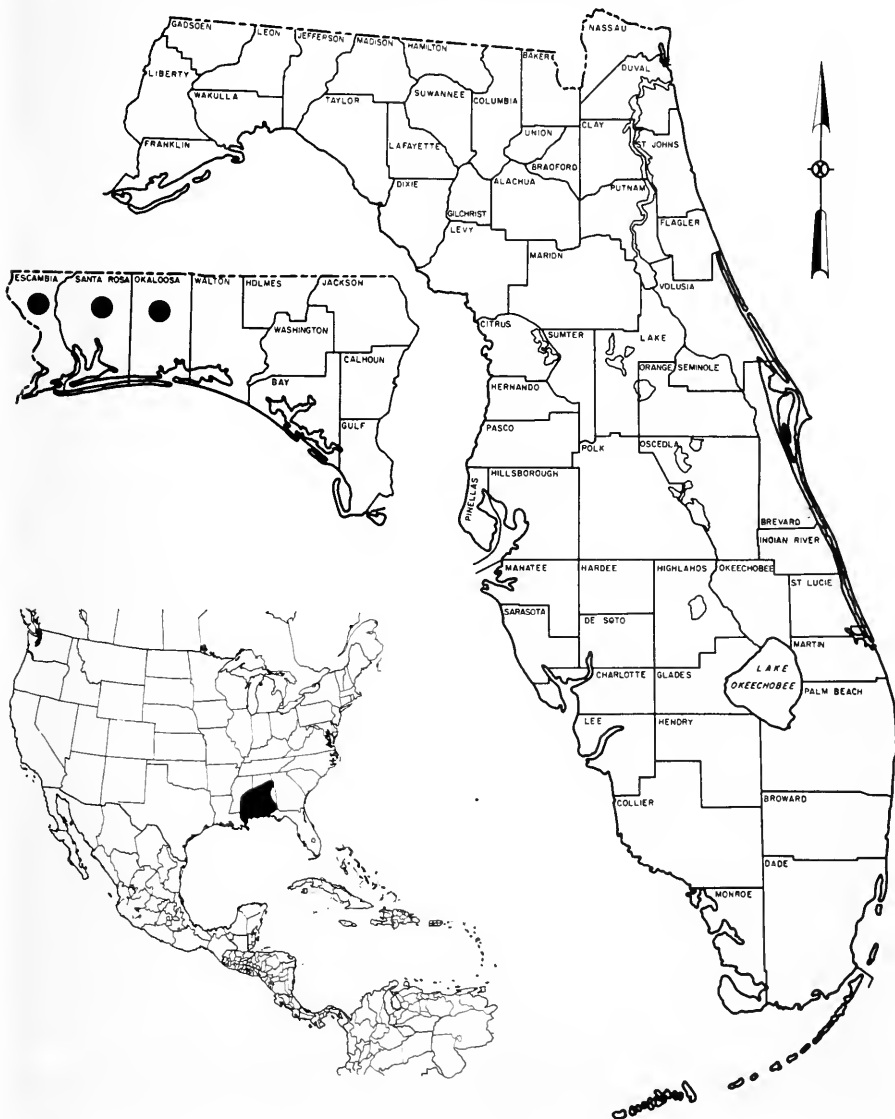 NASSAU
GADSDEN
LEON
JEFFERSON
MADISON
HAMILTON
BAKER
DUVAL
LIBERTY
WAKULLA
TAYLOR
SUWANNEE
COLUMBIA
UNION
CLAY
ST JOHNS
FRANKLIN
LAFAYETTE
BRADFORD
DIXIE
ALACHUA
PUTNAM
GILCHRIST
FLAGLER
LEVY
MARION
ESCAMBIA
SANTA ROSA
OKALOOSA
WALTON
HOLMES
JACKSON
VOLUSIA
WASHINGTON
CITRUS
SUMTER
LAKE
CALHOUN
BAY
ORANGE
SEMINOLE
HERNANDO
GULF
PASCO
POLK
OSCEOLA
HILLSBOROUGH
PINELLAS
BREVARD
INDIAN RIVER
MANATEE
HARDEE
HIGHLANDS
OKEECHOBEE
ST LUCIE
SARASOTA
DE SOTO
MARTIN
LAKE
OKEECHOBEE
CHARLOTTE
GLADES
PALM BEACH
LEE
HENDRY
COLLIER
BROWARD
DADE
MONROE